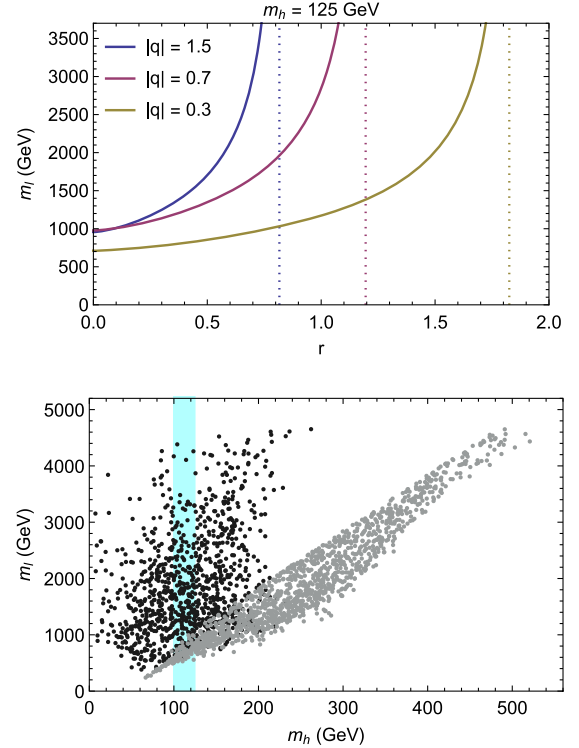 m_h = 125 GeV
|q| = 1.5
|q| = 0.7
|q| = 0.3
m_l (GeV)
3500
3000
2500
2000
1500
1000
500
0
0.0 0.5 1.0 1.5 2.0
r
m_l (GeV)
5000
4000
3000
2000
1000
0
0 100 200 300 400 500
m_h (GeV)